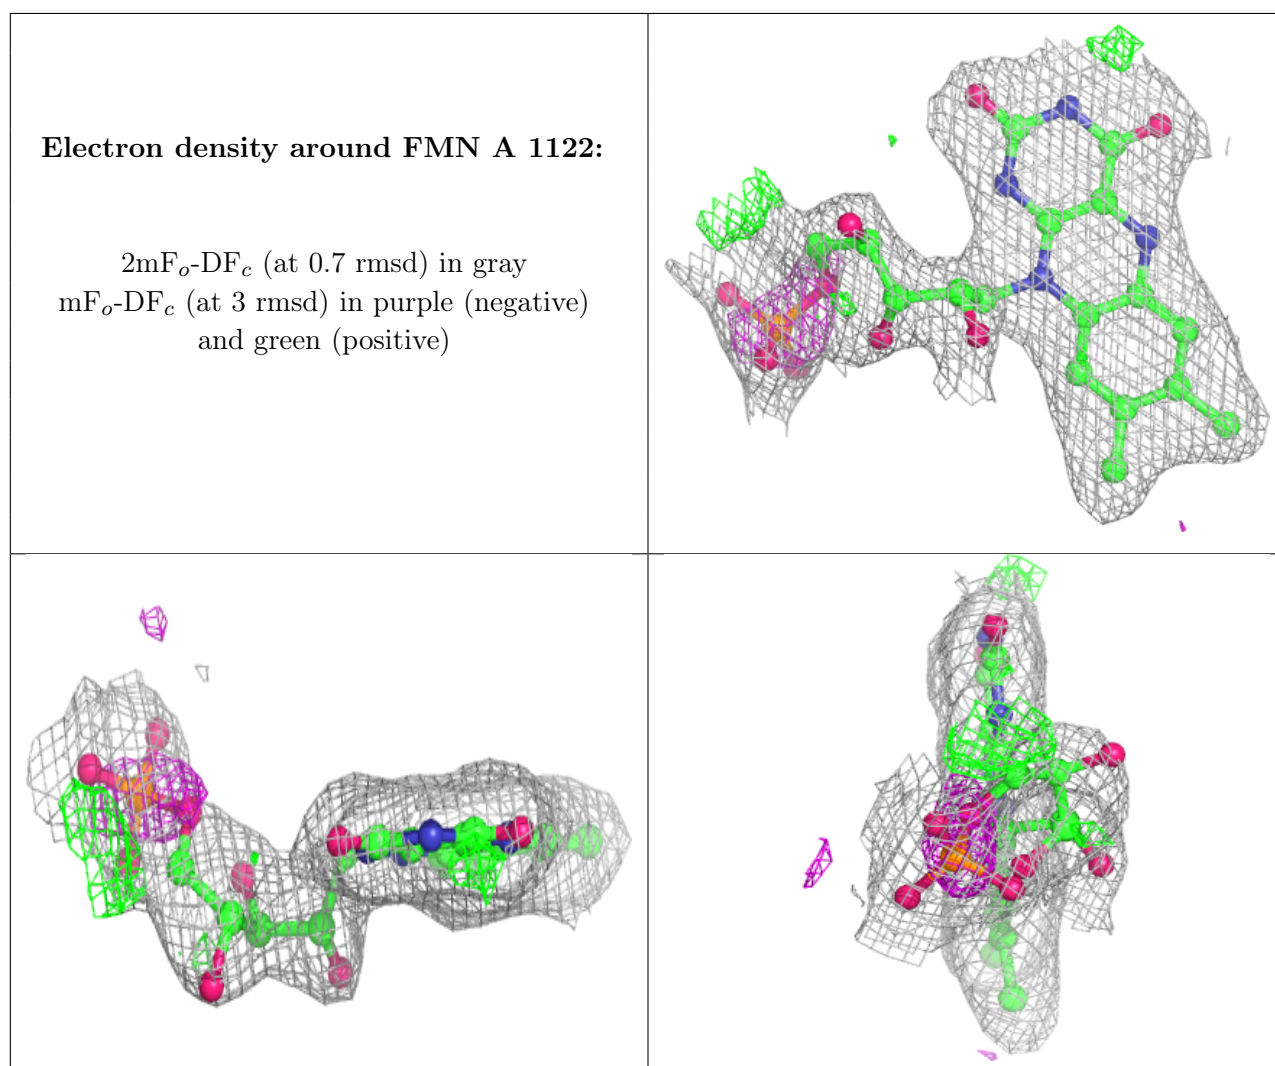 Electron density around FMN A 1122:
2mFo-DFc (at 0.7 rmsd) in gray
mFo-DFc (at 3 rmsd) in purple (negative)
and green (positive)